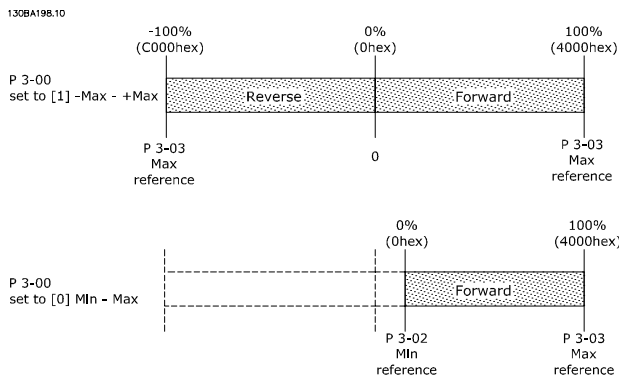 130BA198.10
-100%
(C000hex)
0%
(0hex)
100%
(4000hex)
P 3-00
set to [1] -Max - +Max
Reverse
Forward
P 3-03
Max
reference
0
P 3-03
Max
reference
0%
(0hex)
100%
(4000hex)
P 3-00
set to [0] MIn - Max
Forward
P 3-02
MIn
reference
P 3-03
Max
reference